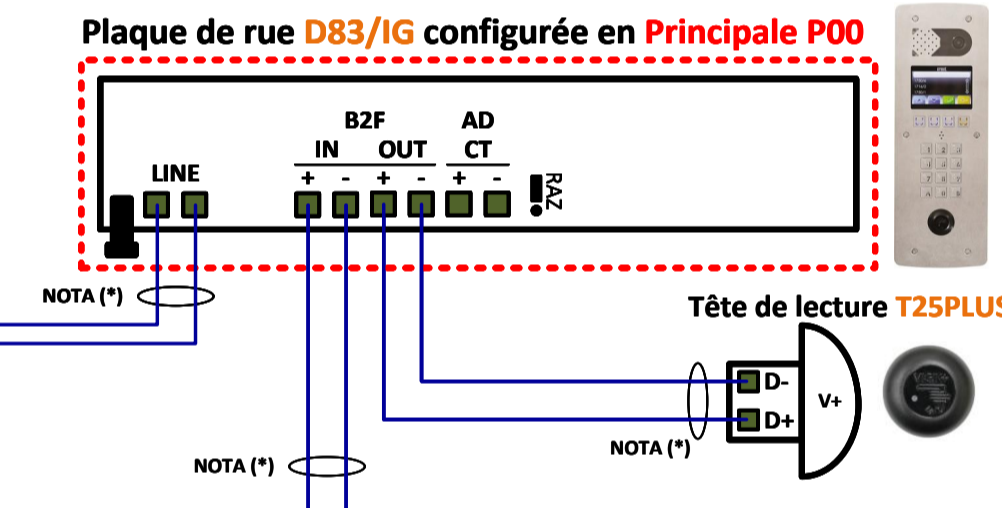 Plaque de rue D83/IG configurée en Principale P00
B2F AD
IN OUT CT
LINE
+ - + - + -
RAZ
NOTA (*)
Tête de lecture T25PLUS
D-
V+
D+
NOTA (*)
NOTA (*)